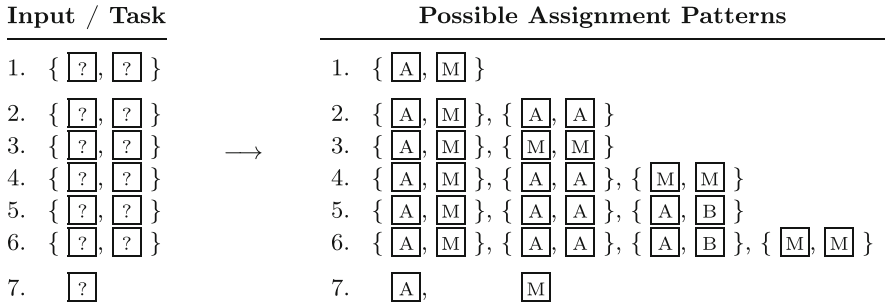 Input / Task Possible Assignment Patterns
1. { ?, ? } 1. { A, M }
2. { ?, ? } 2. { A, M }, { A, A }
3. { ?, ? } 3. { A, M }, { M, M }
4. { ?, ? } ⟶ 4. { A, M }, { A, A }, { M, M }
5. { ?, ? } 5. { A, M }, { A, A }, { A, B }
6. { ?, ? } 6. { A, M }, { A, A }, { A, B }, { M, M }
7. ? 7. A, M